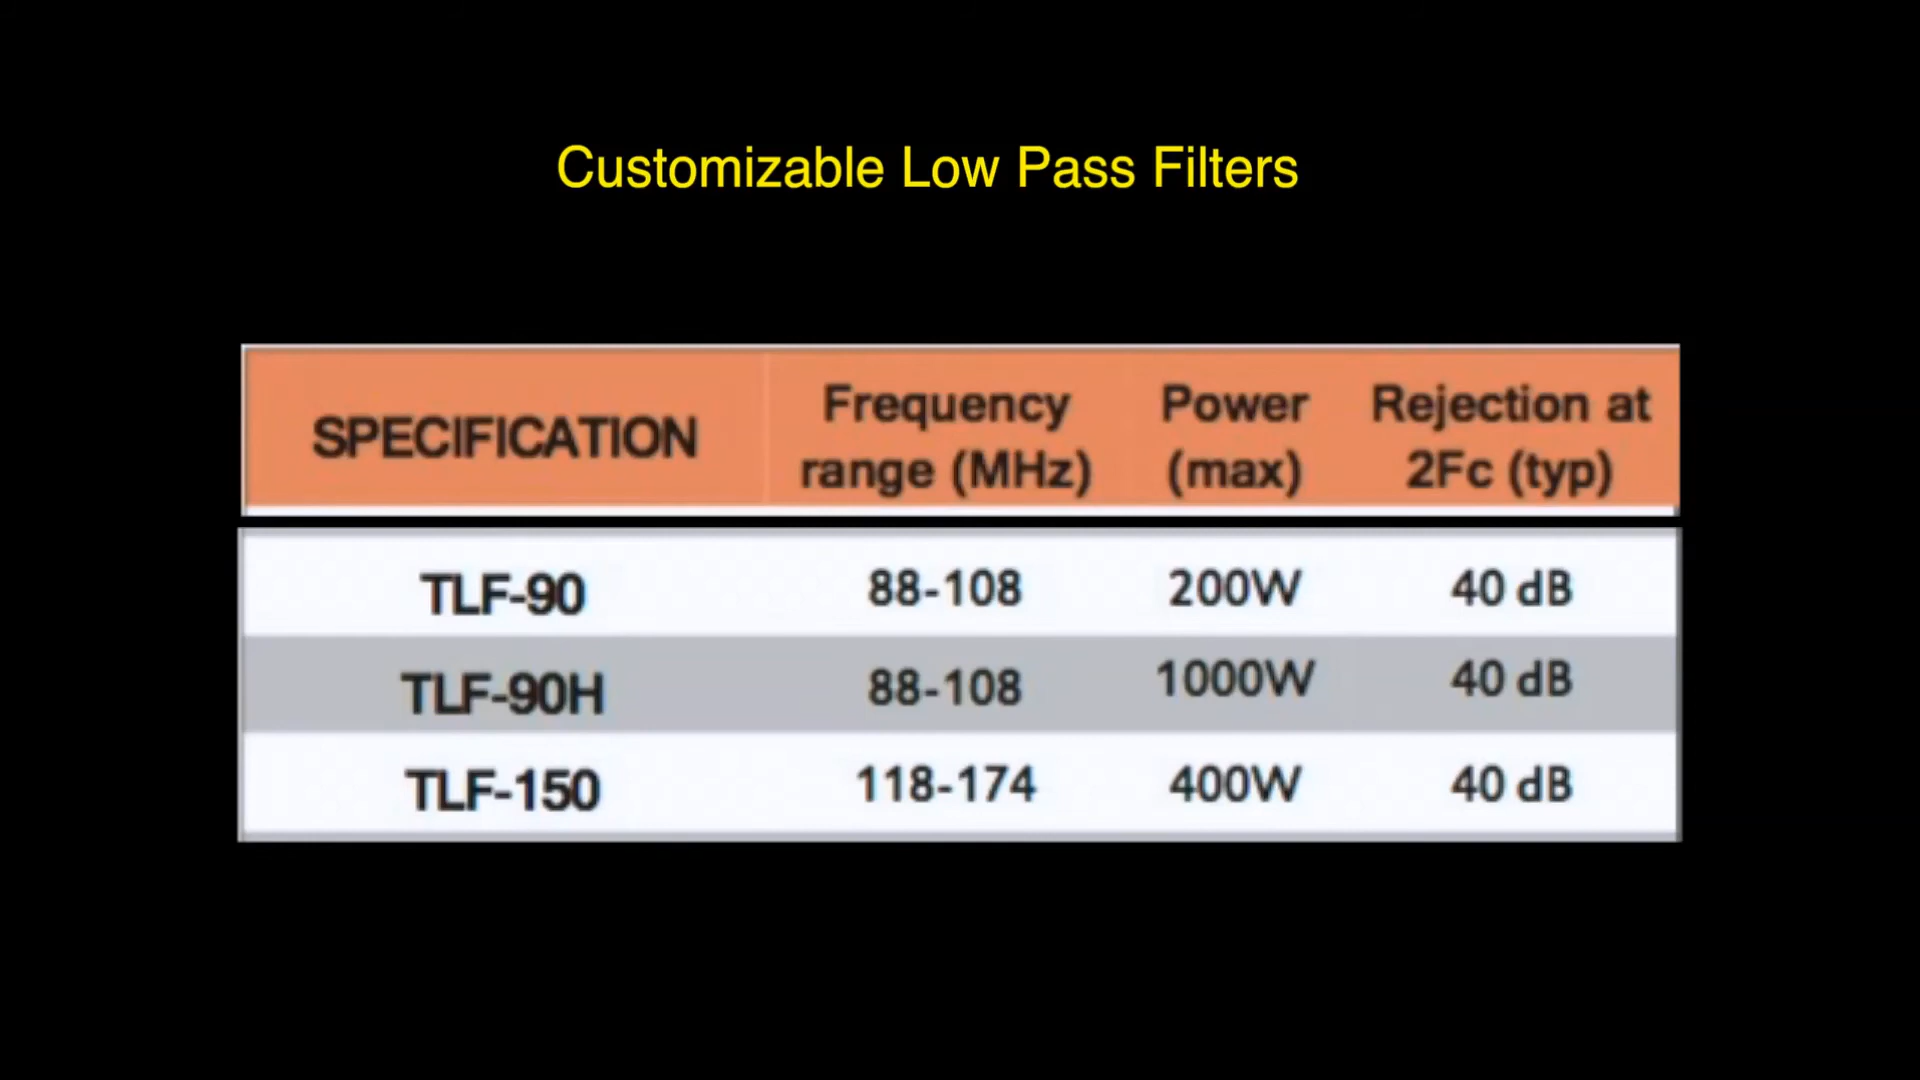 Customizable Low Pass Filters
SPECIFICATION Frequency range (MHz) Power (max) Rejection at 2Fc (typ)
TLF-90 88-108 200W 40 dB
TLF-90H 88-108 1000W 40 dB
TLF-150 118-174 400W 40 dB